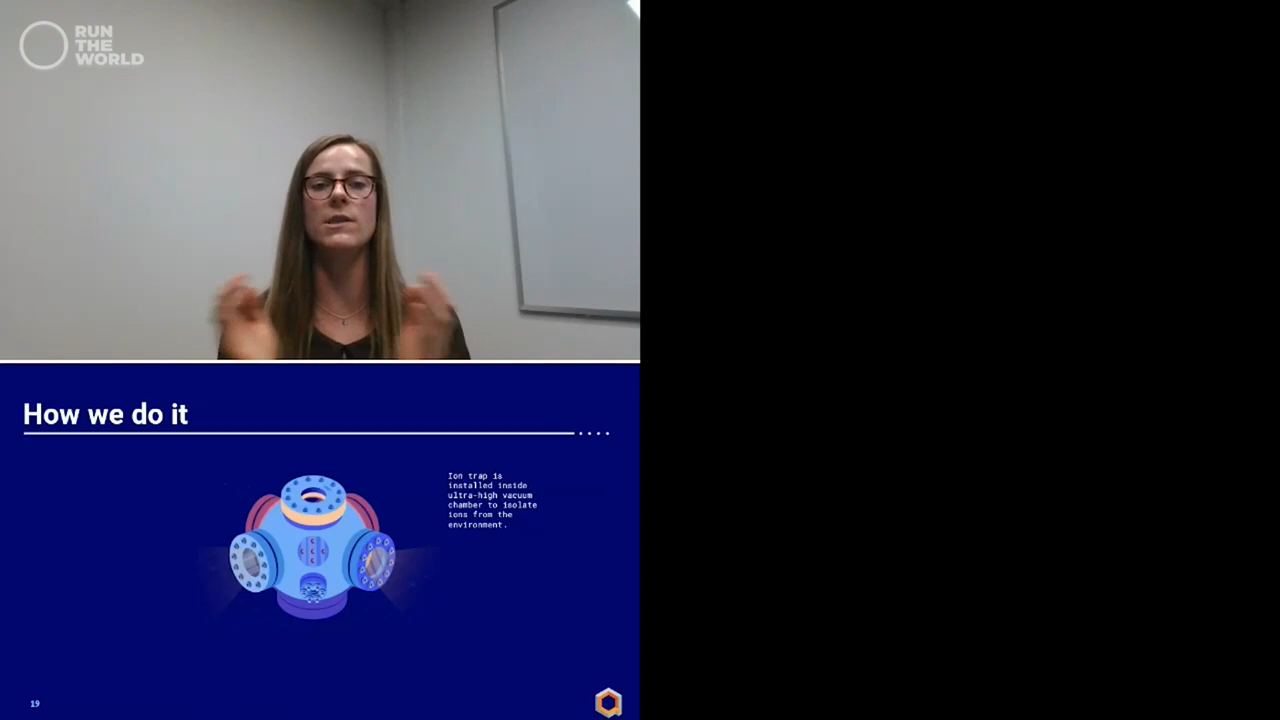 RUN
THE
WORLD
How we do it
Ion trap is
installed inside
ultra-high vacuum
chamber to isolate
ions from the
environment.
19